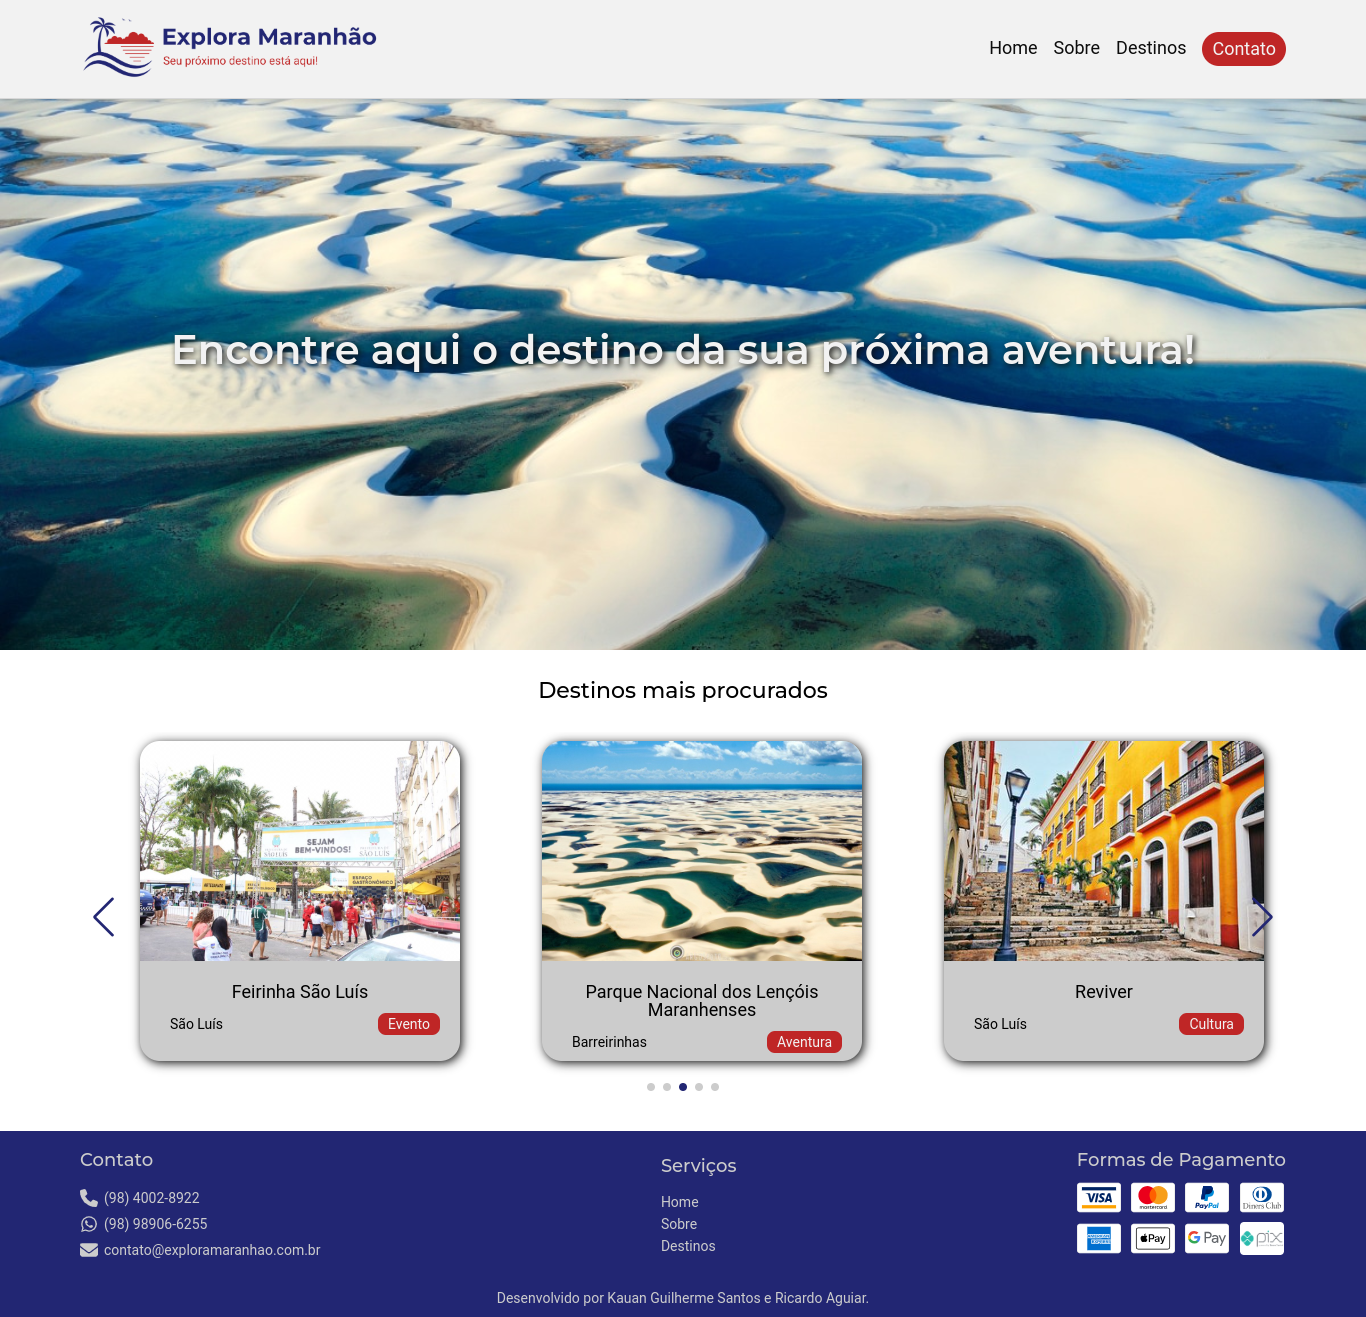 Explora Maranhão
Seu próximo destino está aqui!
Home Sobre Destinos Contato
Encontre aqui o destino da sua próxima aventura!
Destinos mais procurados
SEJAM
BEM-VINDOS!
SÃO LUÍS
ESPAÇO
GASTRONÔMICO
Feirinha São Luís
São Luís Evento
Parque Nacional dos Lençóis
Maranhenses
Barreirinhas Aventura
Reviver
São Luís Cultura
Contato
(98) 4002-8922
(98) 98906-6255
contato@exploramaranhao.com.br
Serviços
Home
Sobre
Destinos
Formas de Pagamento
VISA mastercard PayPal Diners Club
AMERICAN EXPRESS Pay G Pay pix
Desenvolvido por Kauan Guilherme Santos e Ricardo Aguiar.